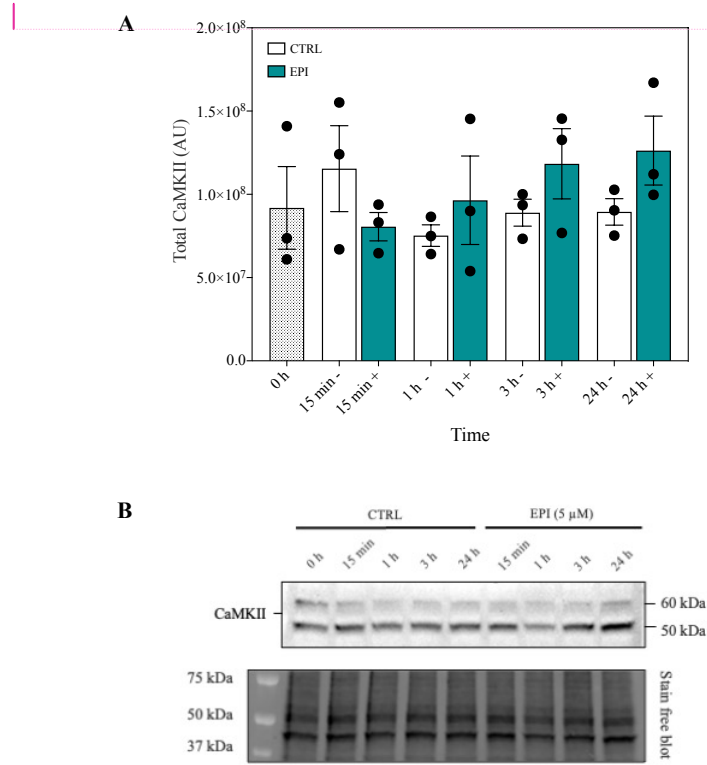 A
2.0×10⁸
1.5×10⁸
1.0×10⁸
5.0×10⁷
0.0
Total CaMKII (AU)
CTRL
EPI
0 h
15 min -
15 min +
1 h -
1 h +
3 h -
3 h +
24 h -
24 h +
Time
B
CTRL
EPI (5 µM)
0 h
15 min
1 h
3 h
24 h
15 min
1 h
3 h
24 h
CaMKII
60 kDa
50 kDa
75 kDa
50 kDa
37 kDa
Stain free blot